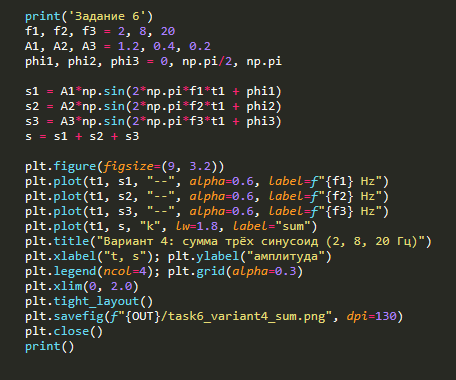 print('Задание 6')
f1, f2, f3 = 2, 8, 20
A1, A2, A3 = 1.2, 0.4, 0.2
phi1, phi2, phi3 = 0, np.pi/2, np.pi
s1 = A1*np.sin(2*np.pi*f1*t1 + phi1)
s2 = A2*np.sin(2*np.pi*f2*t1 + phi2)
s3 = A3*np.sin(2*np.pi*f3*t1 + phi3)
s = s1 + s2 + s3
plt.figure(figsize=(9, 3.2))
plt.plot(t1, s1, "--", alpha=0.6, label=f"{f1} Hz")
plt.plot(t1, s2, "--", alpha=0.6, label=f"{f2} Hz")
plt.plot(t1, s3, "--", alpha=0.6, label=f"{f3} Hz")
plt.plot(t1, s, "k", lw=1.8, label="sum")
plt.title("Вариант 4: сумма трёх синусоид (2, 8, 20 Гц)")
plt.xlabel("t, s"); plt.ylabel("амплитуда")
plt.legend(ncol=4); plt.grid(alpha=0.3)
plt.xlim(0, 2.0)
plt.tight_layout()
plt.savefig(f"{OUT}/task6_variant4_sum.png", dpi=130)
plt.close()
print()